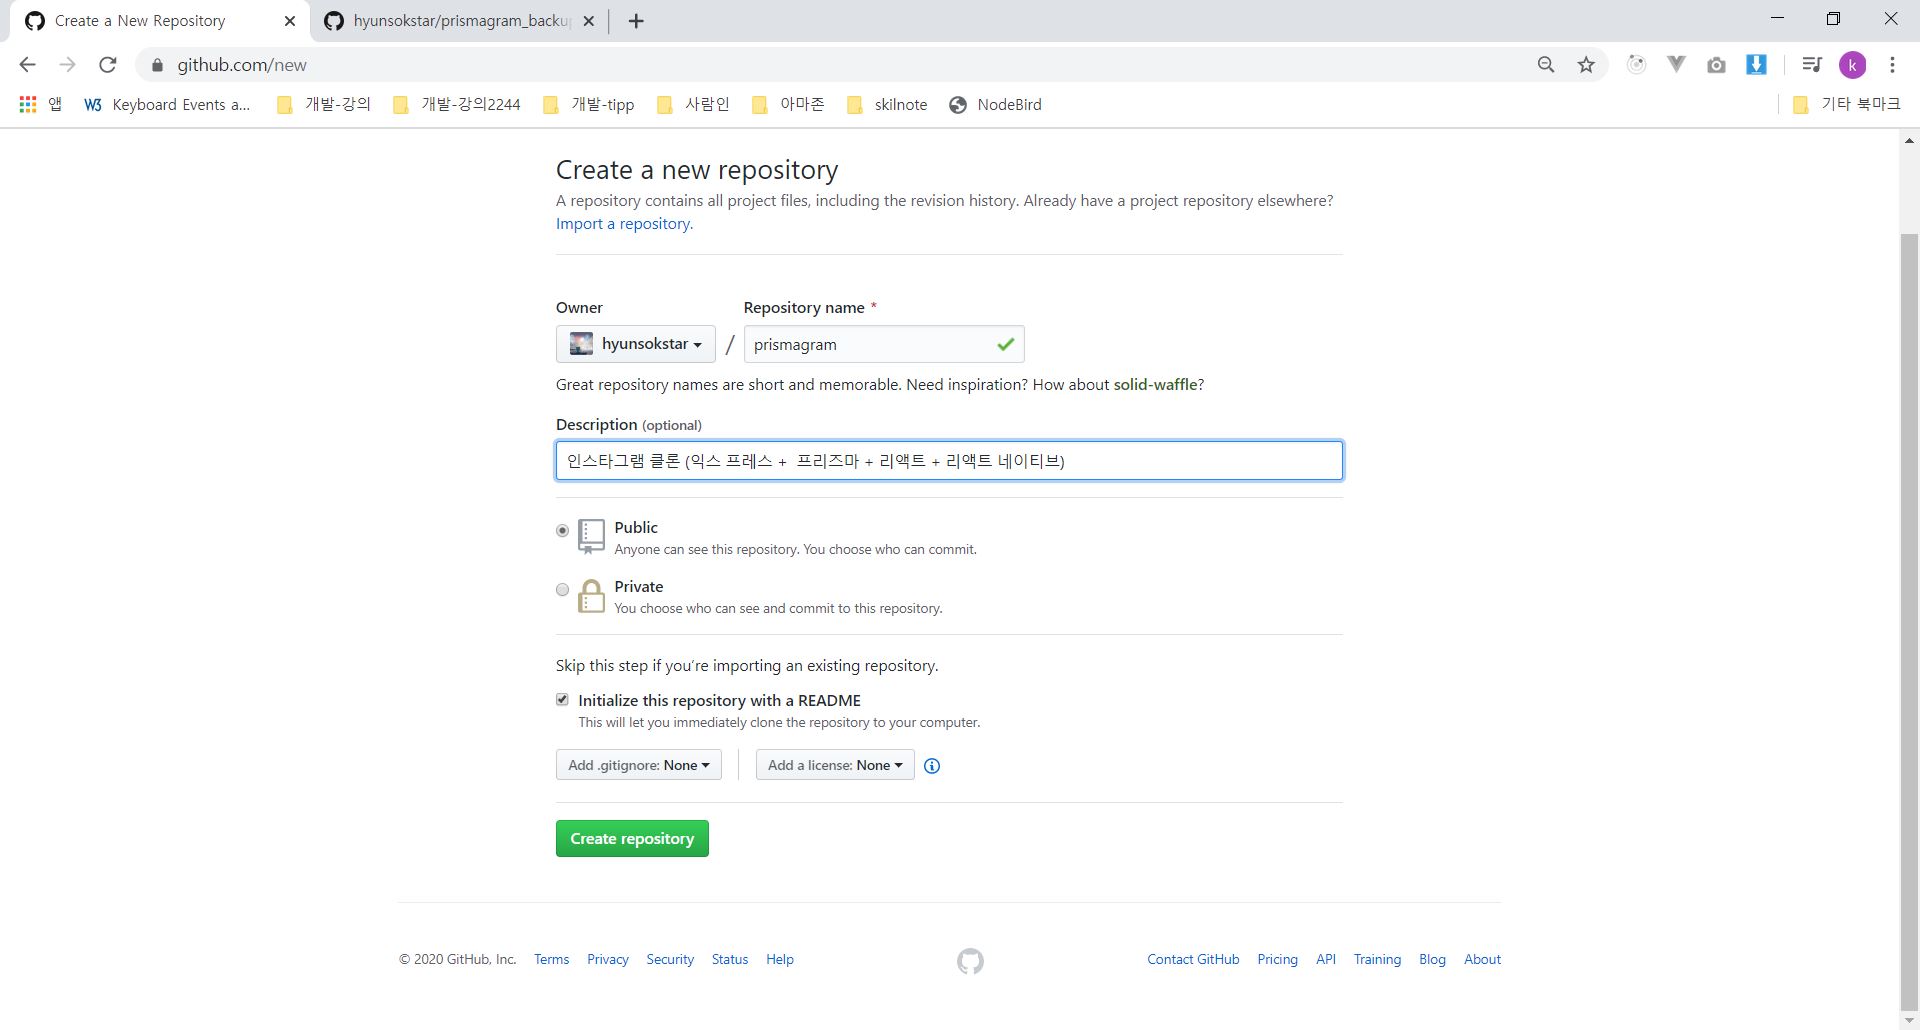 Create a New Repository
hyunsokstar/prismagram_backup
github.com/new
앱 Keyboard Events a... 개발-강의 개발-강의2244 개발-tipp 사람인 아마존 skilnote NodeBird 기타 북마크
Create a new repository
A repository contains all project files, including the revision history. Already have a project repository elsewhere?
Import a repository.
Owner Repository name *
hyunsokstar / prismagram
Great repository names are short and memorable. Need inspiration? How about solid-waffle?
Description (optional)
인스타그램 클론 (익스 프레스 +  프리즈마 + 리액트 + 리액트 네이티브)
Public
Anyone can see this repository. You choose who can commit.
Private
You choose who can see and commit to this repository.
Skip this step if you’re importing an existing repository.
Initialize this repository with a README
This will let you immediately clone the repository to your computer.
Add .gitignore: None Add a license: None
Create repository
© 2020 GitHub, Inc. Terms Privacy Security Status Help Contact GitHub Pricing API Training Blog About